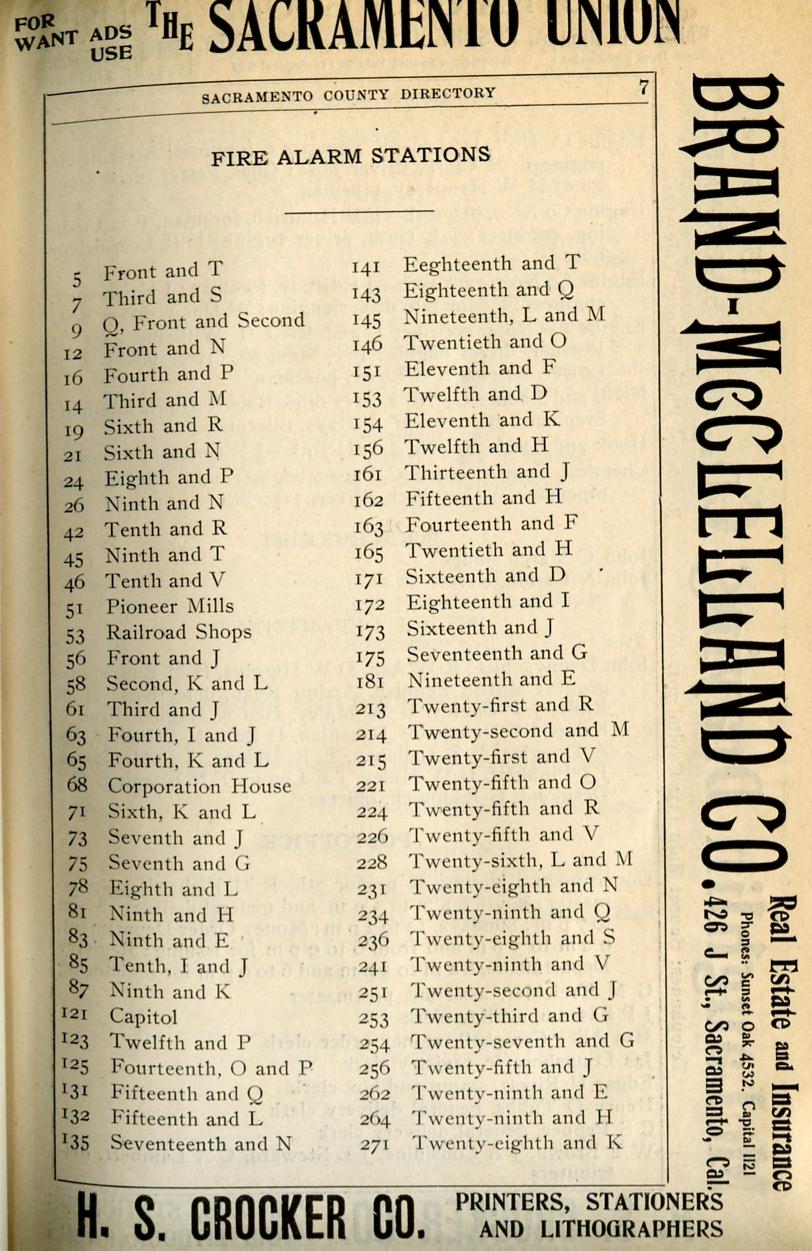 FOR
WANT ADS
USE
THE SACRAMENTO UNION
SACRAMENTO COUNTY DIRECTORY 7
FIRE ALARM STATIONS
5 Front and T
7 Third and S
9 Q, Front and Second
12 Front and N
16 Fourth and P
14 Third and M
19 Sixth and R
21 Sixth and N
24 Eighth and P
26 Ninth and N
42 Tenth and R
45 Ninth and T
46 Tenth and V
51 Pioneer Mills
53 Railroad Shops
56 Front and J
58 Second, K and L
61 Third and J
63 Fourth, I and J
65 Fourth, K and L
68 Corporation House
71 Sixth, K and L
73 Seventh and J
75 Seventh and G
78 Eighth and L
81 Ninth and H
83 Ninth and E
85 Tenth, I and J
87 Ninth and K
121 Capitol
123 Twelfth and P
125 Fourteenth, O and P
131 Fifteenth and Q
132 Fifteenth and L
135 Seventeenth and N
141 Eeghteenth and T
143 Eighteenth and Q
145 Nineteenth, L and M
146 Twentieth and O
151 Eleventh and F
153 Twelfth and D
154 Eleventh and K
156 Twelfth and H
161 Thirteenth and J
162 Fifteenth and H
163 Fourteenth and F
165 Twentieth and H
171 Sixteenth and D
172 Eighteenth and I
173 Sixteenth and J
175 Seventeenth and G
181 Nineteenth and E
213 Twenty-first and R
214 Twenty-second and M
215 Twenty-first and V
221 Twenty-fifth and O
224 Twenty-fifth and R
226 Twenty-fifth and V
228 Twenty-sixth, L and M
231 Twenty-eighth and N
234 Twenty-ninth and Q
236 Twenty-eighth and S
241 Twenty-ninth and V
251 Twenty-second and J
253 Twenty-third and G
254 Twenty-seventh and G
256 Twenty-fifth and J
262 Twenty-ninth and E
264 Twenty-ninth and H
271 Twenty-eighth and K
BRAND-McCLELLAND CO.
Real Estate and Insurance
Phones: Sunset Oak 4532. Capital 1121
426 J St., Sacramento, Cal.
H. S. CROCKER CO.
PRINTERS, STATIONERS
AND LITHOGRAPHERS